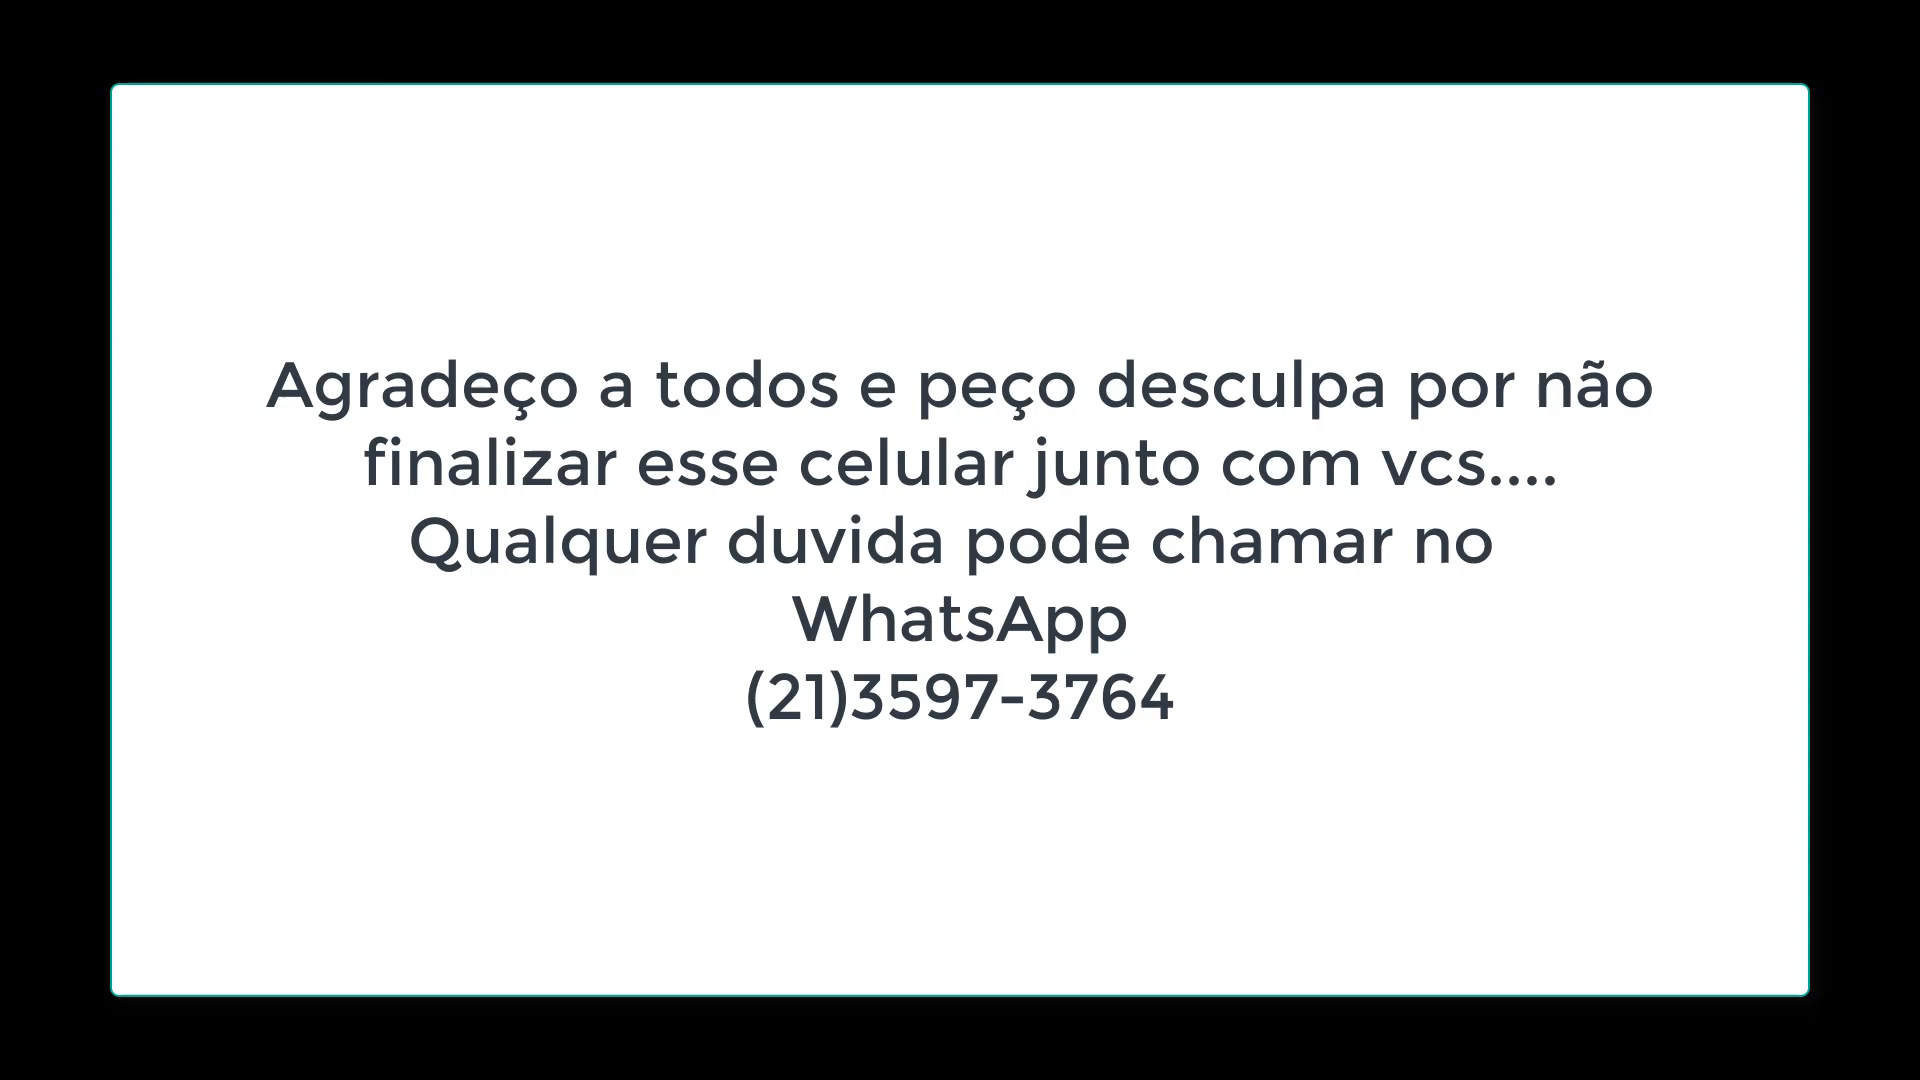 Agradeço a todos e peço desculpa por não
finalizar esse celular junto com vcs....
Qualquer duvida pode chamar no
WhatsApp
(21)3597-3764